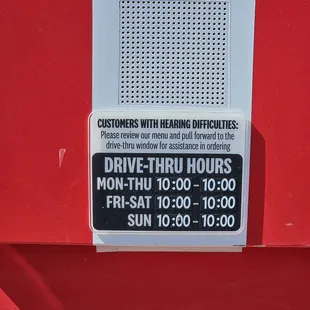 CUSTOMERS WITH HEARING DIFFICULTIES:
Please review our menu and pull forward to the
drive-thru window for assistance in ordering
DRIVE-THRU HOURS
MON-THU 10:00 - 10:00
FRI-SAT 10:00 - 10:00
SUN 10:00 - 10:00